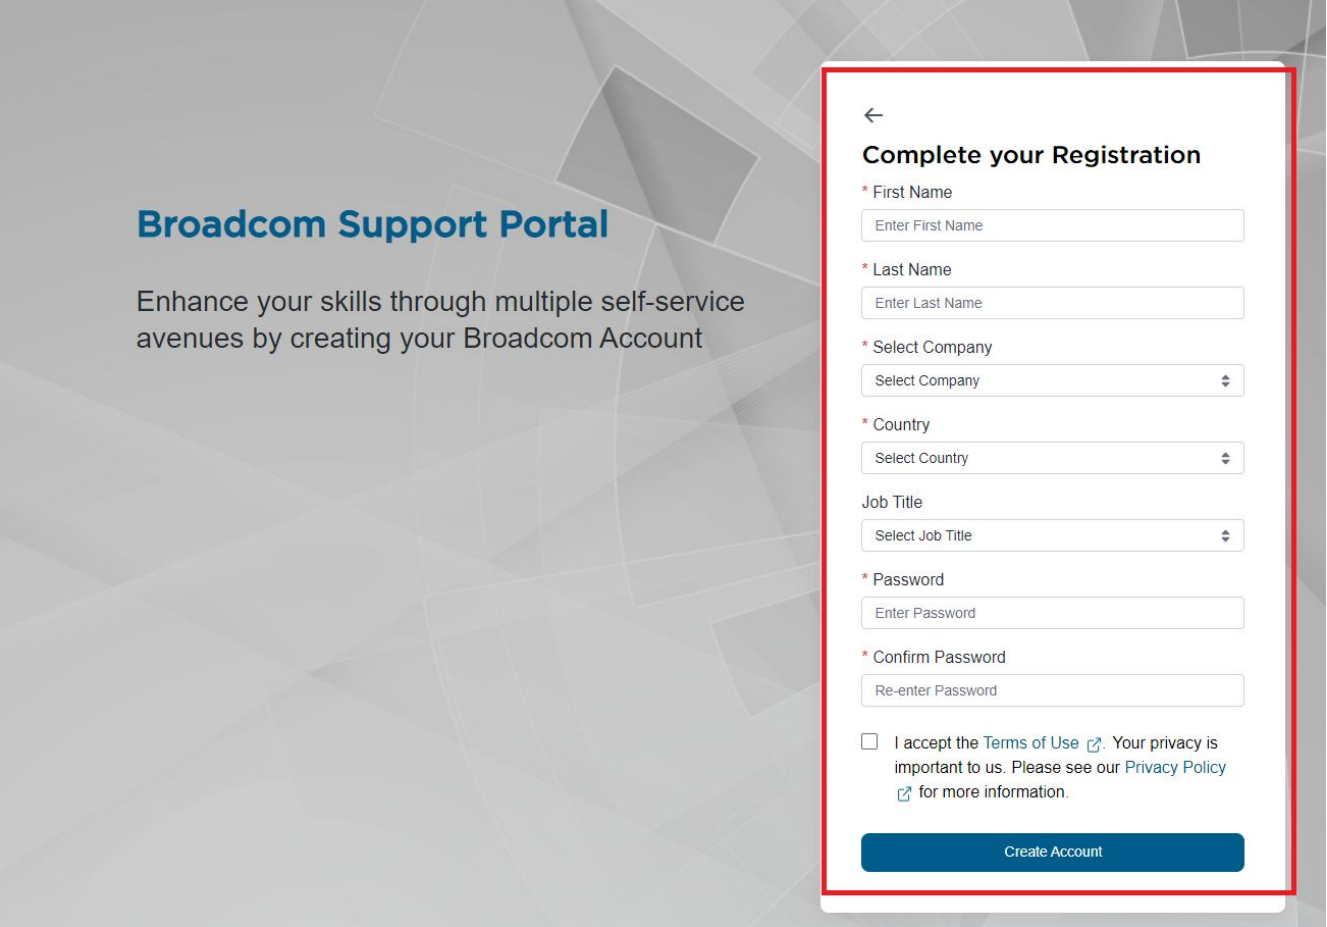 Broadcom Support Portal
Enhance your skills through multiple self-service
avenues by creating your Broadcom Account
Complete your Registration
* First Name
Enter First Name
* Last Name
Enter Last Name
* Select Company
Select Company
* Country
Select Country
Job Title
Select Job Title
* Password
Enter Password
* Confirm Password
Re-enter Password
I accept the Terms of Use . Your privacy is
important to us. Please see our Privacy Policy
for more information.
Create Account